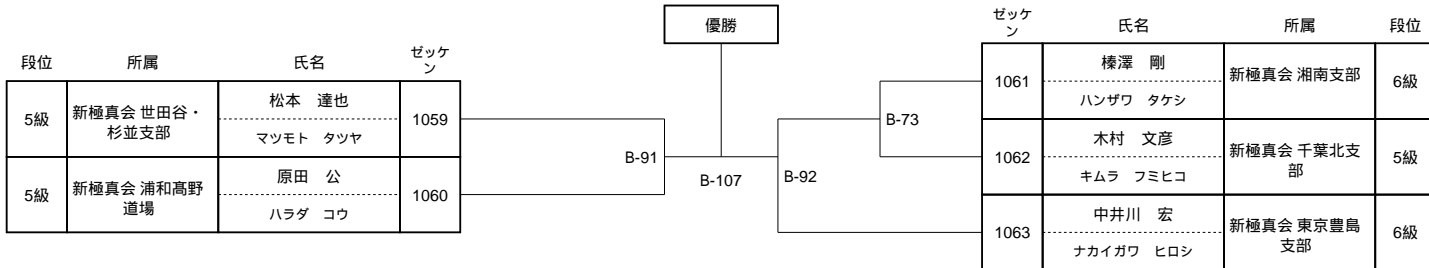 優勝
段位
所属
氏名
ゼッケ
ン
5級
新極真会 世田谷・
杉並支部
松本　達也
マツモト　タツヤ
1059
5級
新極真会 浦和髙野
道場
原田　公
ハラダ　コウ
1060
B-91
B-107
B-92
B-73
ゼッケ
ン
氏名
所属
段位
1061
榛澤　剛
ハンザワ　タケシ
新極真会 湘南支部
6級
1062
木村　文彦
キムラ　フミヒコ
新極真会 千葉北支
部
5級
1063
中井川　宏
ナカイガワ　ヒロシ
新極真会 東京豊島
支部
6級